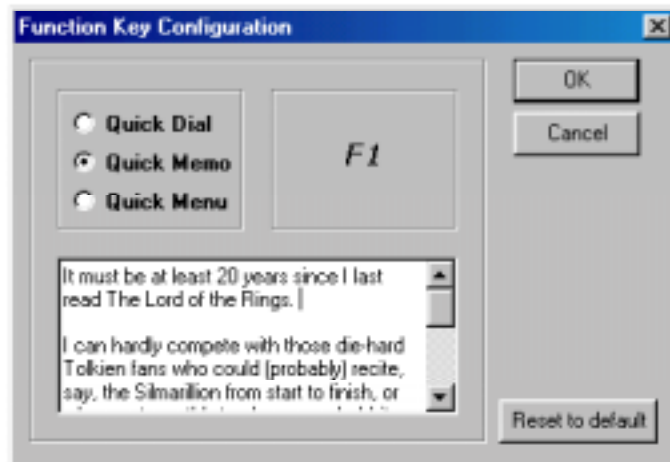 Function Key Configuration
OK
Cancel
Quick Dial
Quick Memo
Quick Menu
F1
It must be at least 20 years since I last
read The Lord of the Rings.
I can hardly compete with those die-hard
Tolkien fans who could (probably) recite,
say, the Silmarillion from start to finish, or
Reset to default